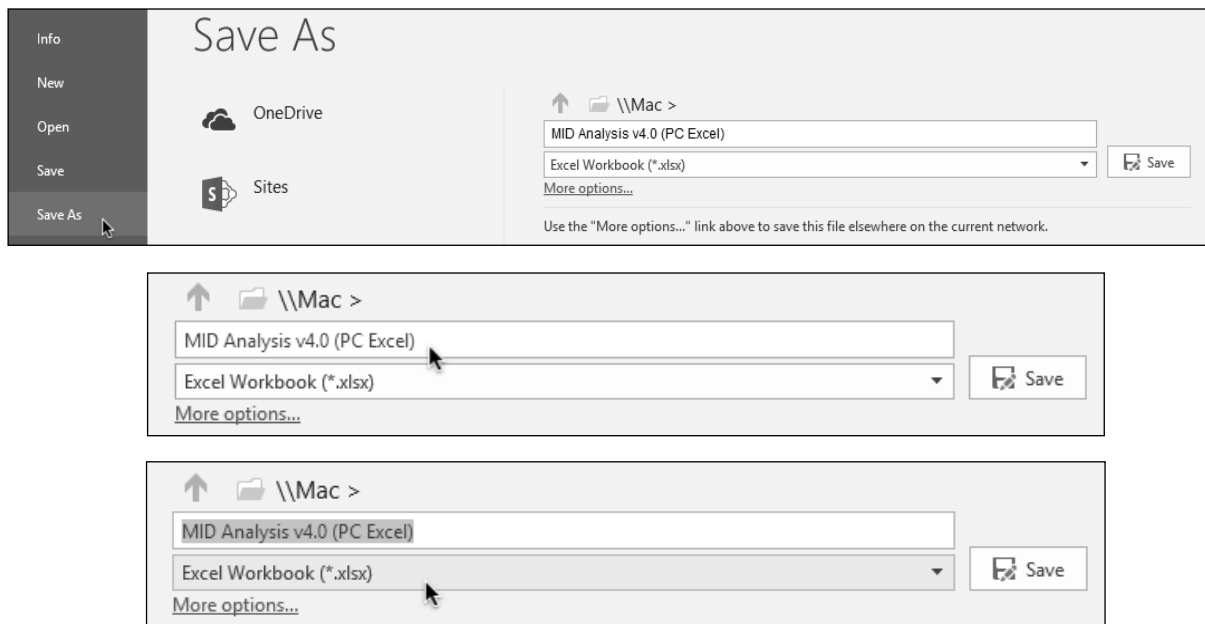 Info
New
Open
Save
Save As
Save As
OneDrive
Sites
\\Mac >
MID Analysis v4.0 (PC Excel)
Excel Workbook (*.xlsx)
Save
More options...
Use the "More options..." link above to save this file elsewhere on the current network.
\\Mac >
MID Analysis v4.0 (PC Excel)
Excel Workbook (*.xlsx)
Save
More options...
\\Mac >
MID Analysis v4.0 (PC Excel)
Excel Workbook (*.xlsx)
Save
More options...